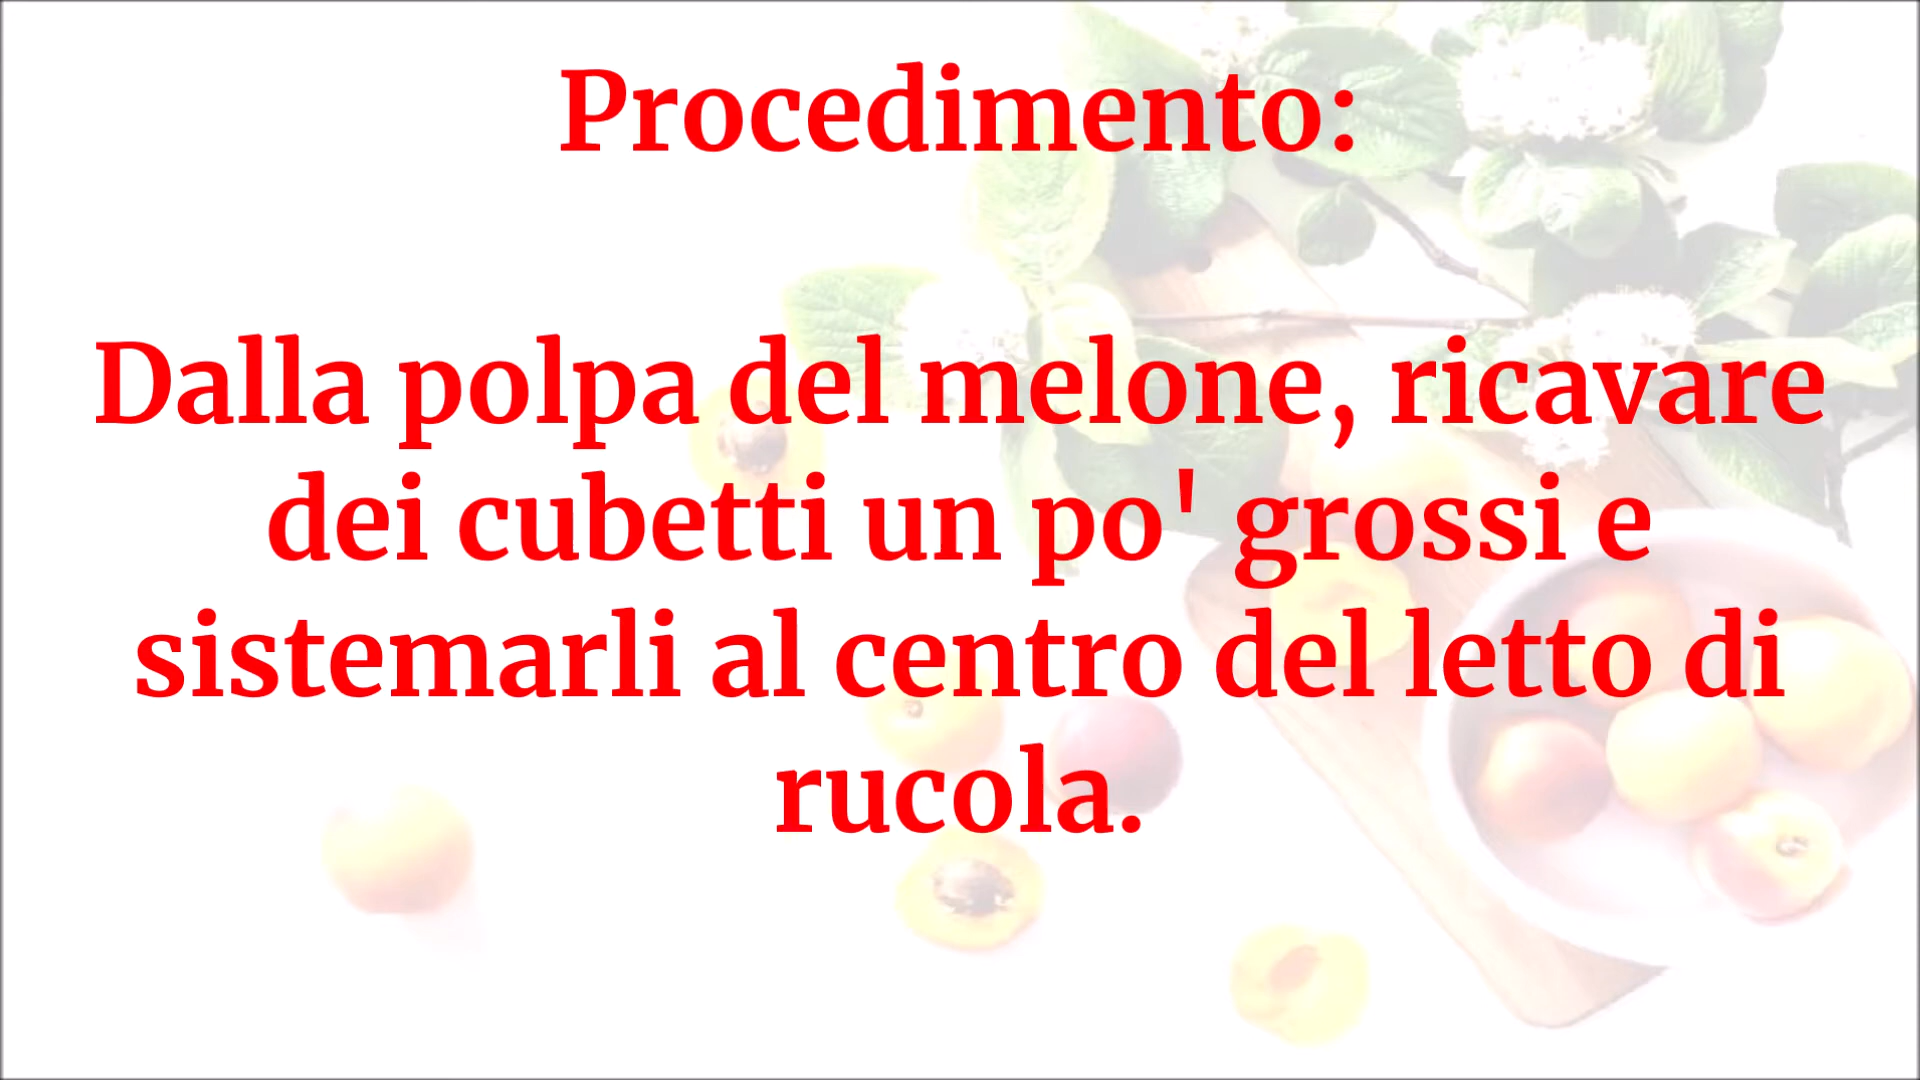 Procedimento:
Dalla polpa del melone, ricavare
dei cubetti un po' grossi e
sistemarli al centro del letto di
rucola.